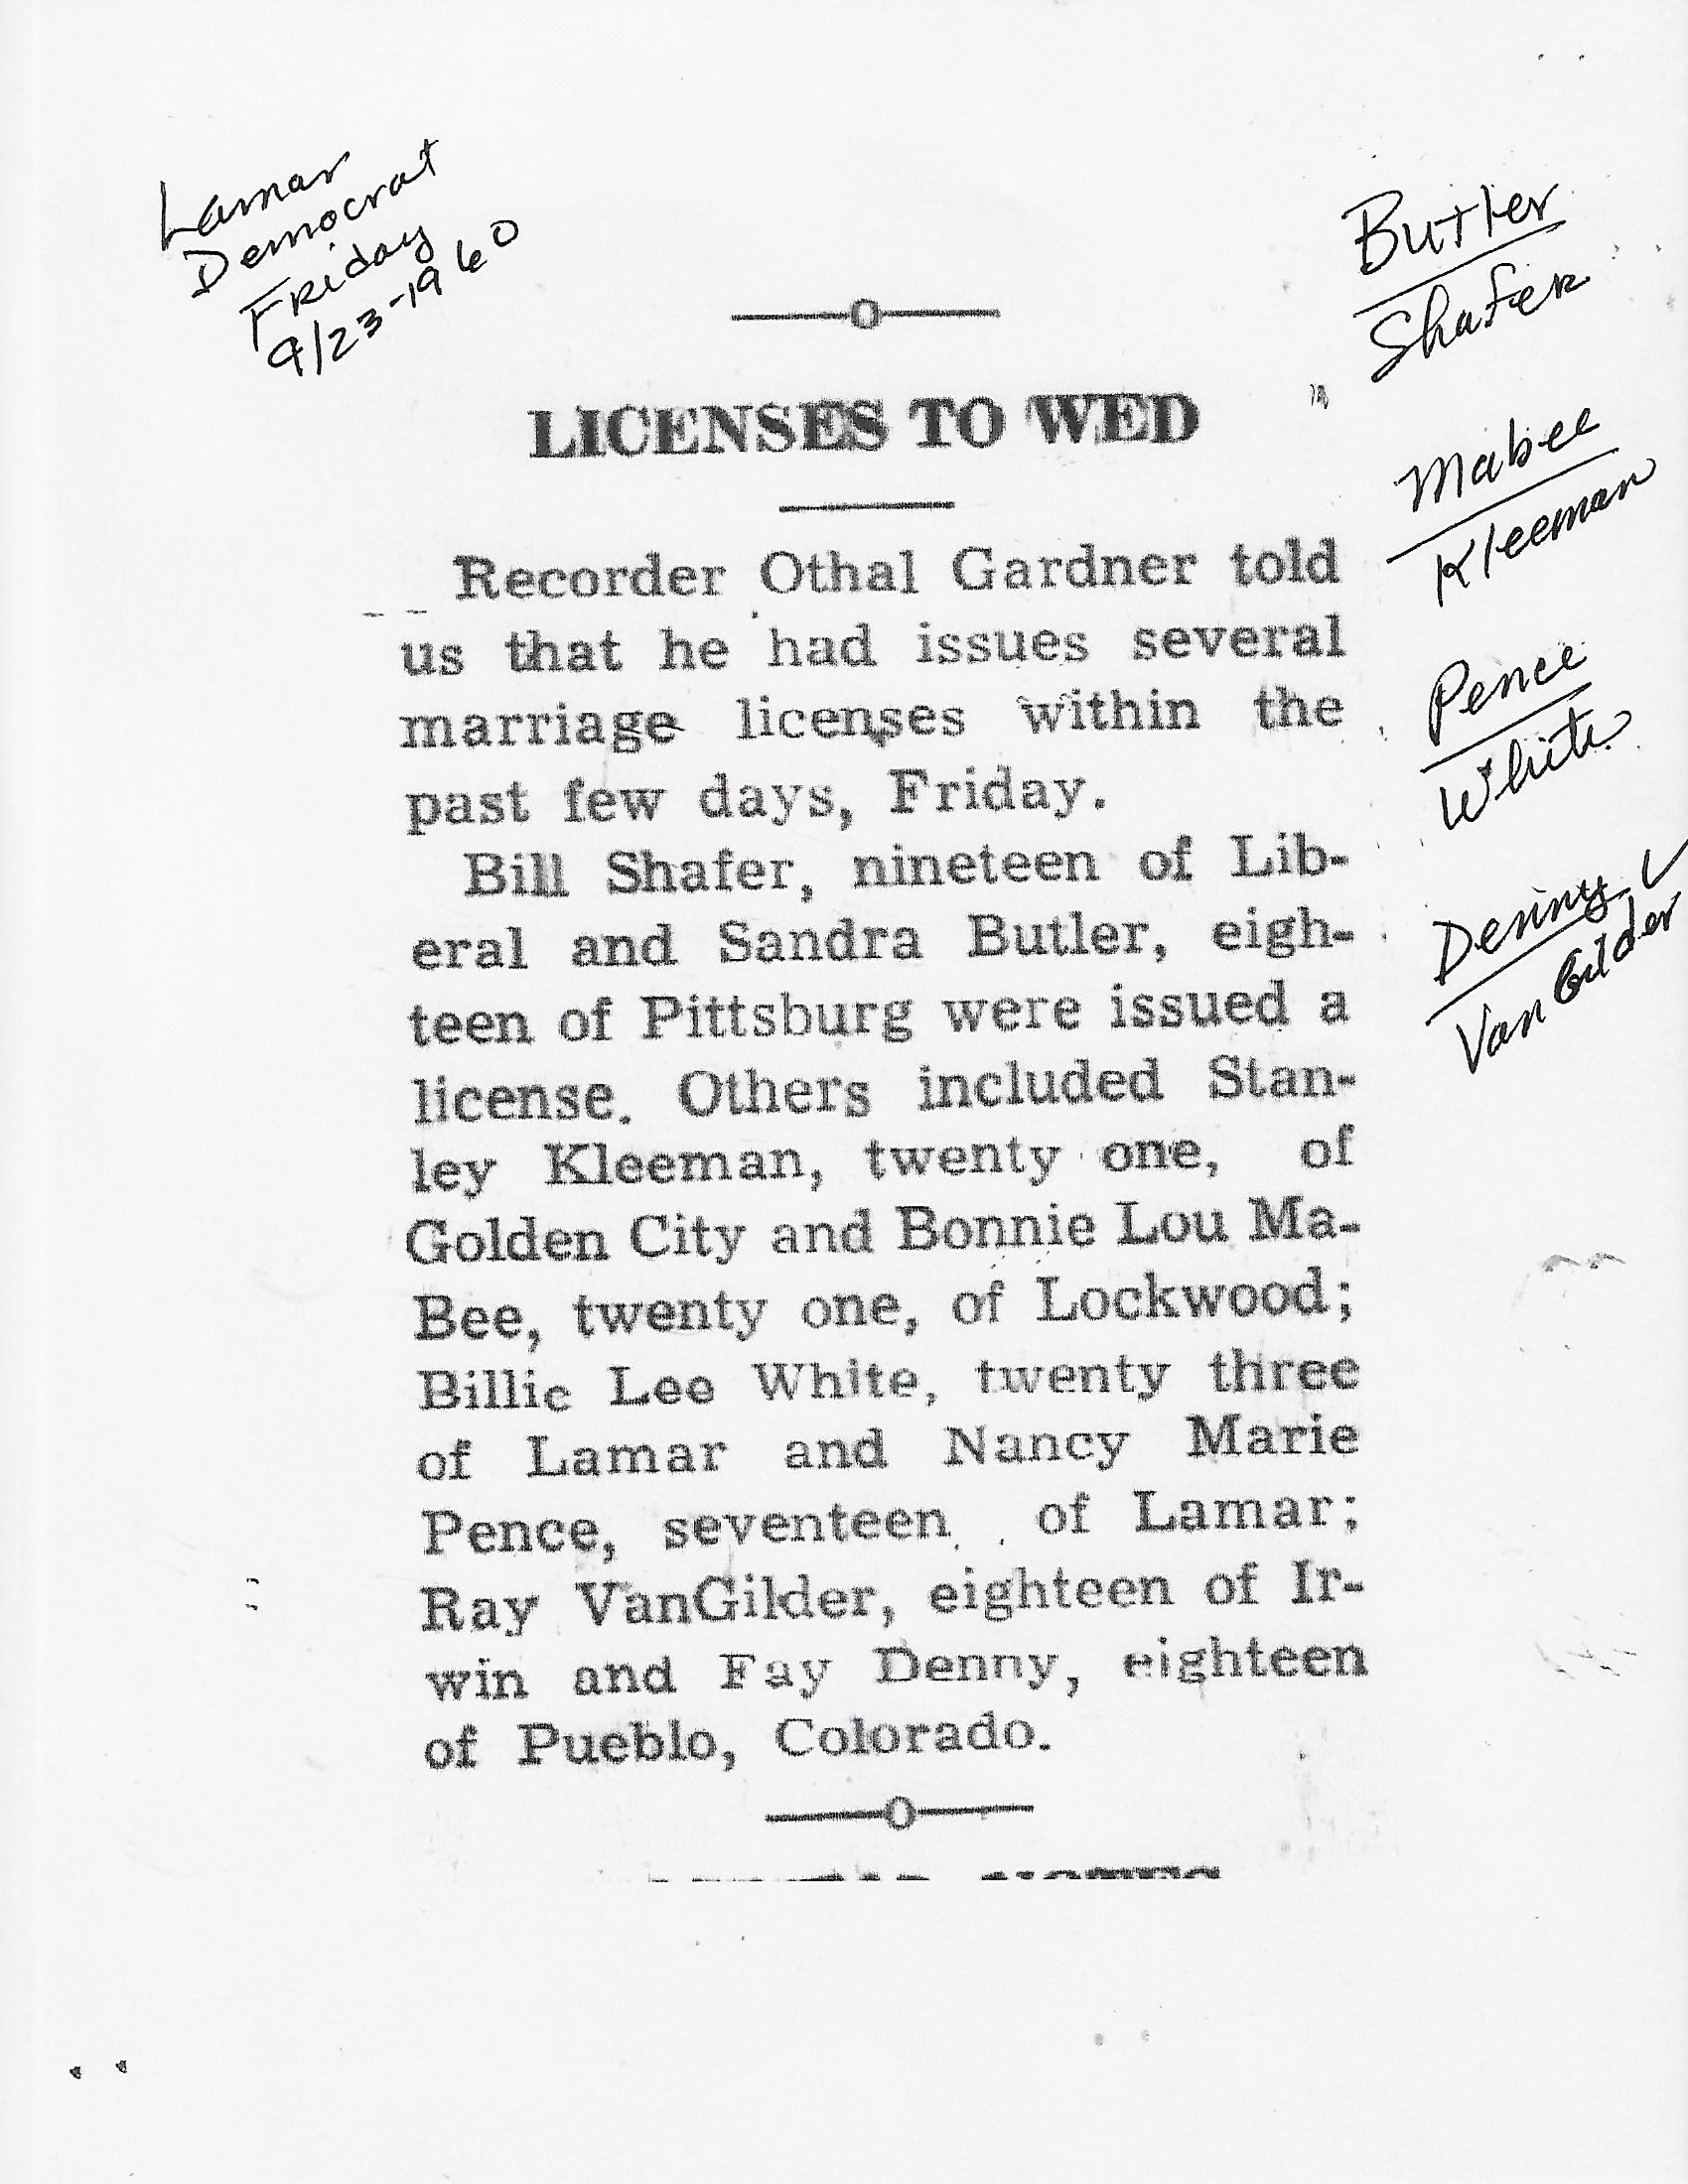 Lamar
Democrat
Friday
9/23-1960
Butler
Shafer
Mabee
Kleeman
Pence
White
Denny
VanGilder
LICENSES TO WED
Recorder Othal Gardner told
us that he had issues several
marriage licenses within the
past few days, Friday.
Bill Shafer, nineteen of Lib-
eral and Sandra Butler, eigh-
teen of Pittsburg were issued a
license. Others included Stan-
ley Kleeman, twenty one, of
Golden City and Bonnie Lou Ma-
Bee, twenty one, of Lockwood;
Billie Lee White, twenty three
of Lamar and Nancy Marie
Pence, seventeen of Lamar;
Ray VanGilder, eighteen of Ir-
win and Fay Denny, eighteen
of Pueblo, Colorado.